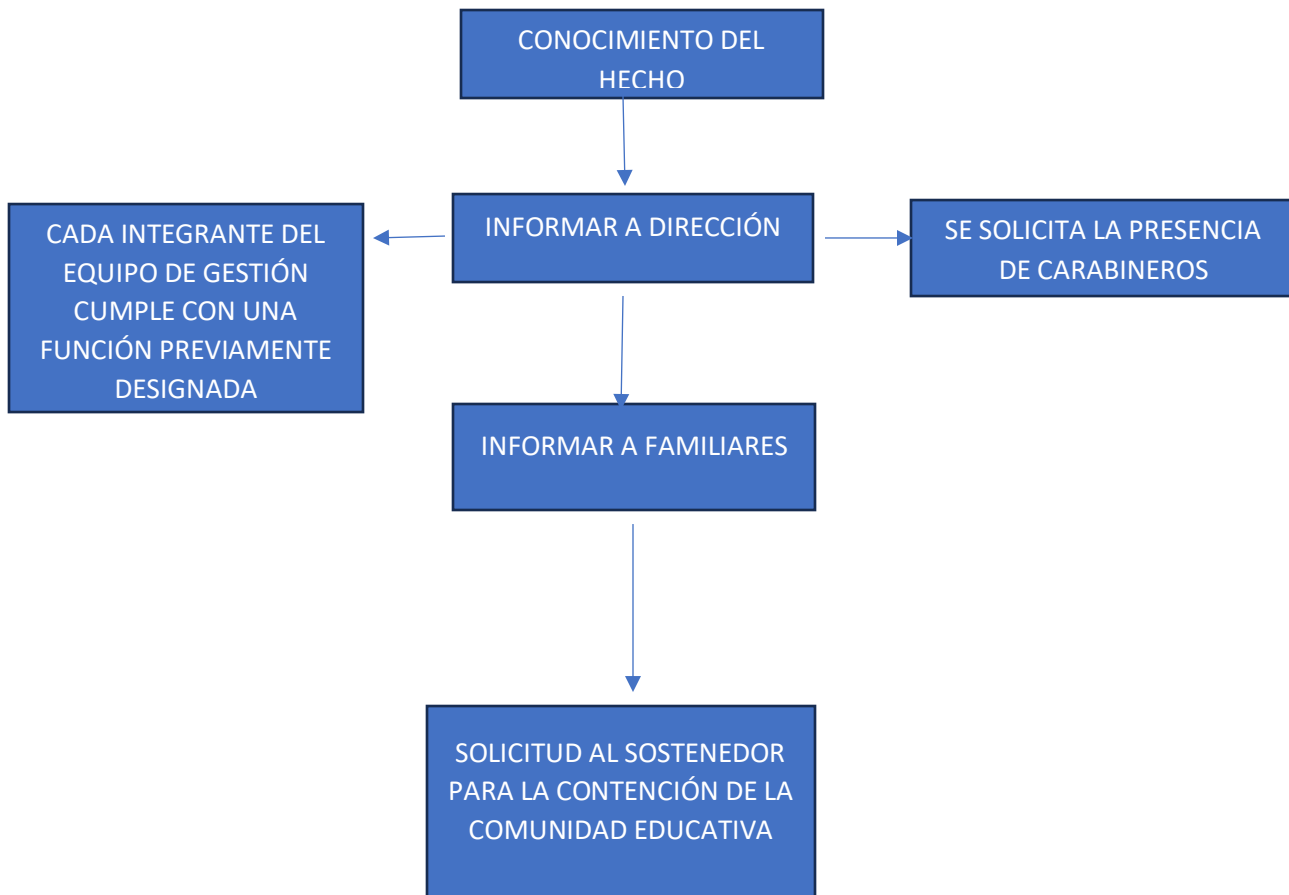 CONOCIMIENTO DEL
HECHO
INFORMAR A DIRECCIÓN
CADA INTEGRANTE DEL
EQUIPO DE GESTIÓN
CUMPLE CON UNA
FUNCIÓN PREVIAMENTE
DESIGNADA
SE SOLICITA LA PRESENCIA
DE CARABINEROS
INFORMAR A FAMILIARES
SOLICITUD AL SOSTENEDOR
PARA LA CONTENCIÓN DE LA
COMUNIDAD EDUCATIVA